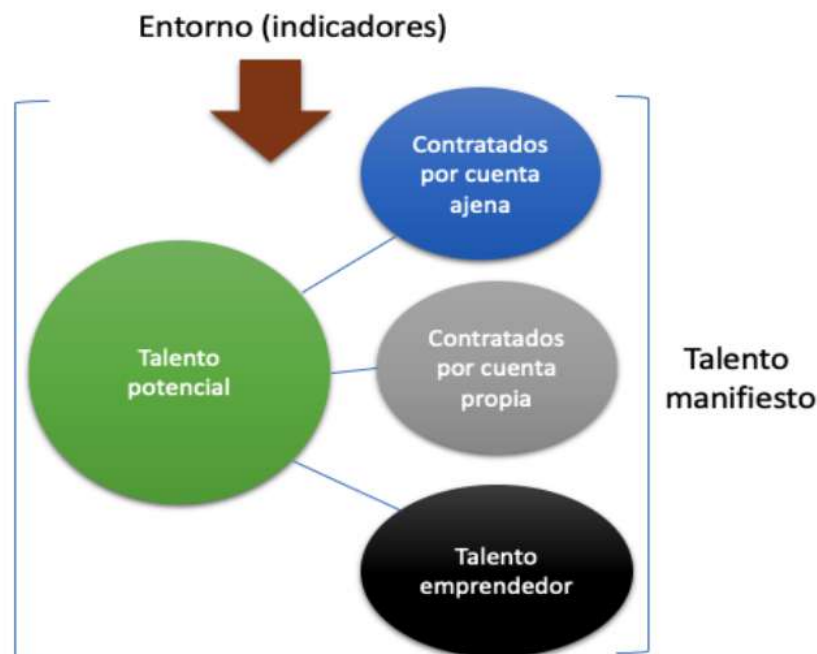 Entorno (indicadores)
Contratados
por cuenta
ajena
Talento
potencial
Contratados
por cuenta
propia
Talento
manifiesto
Talento
emprendedor